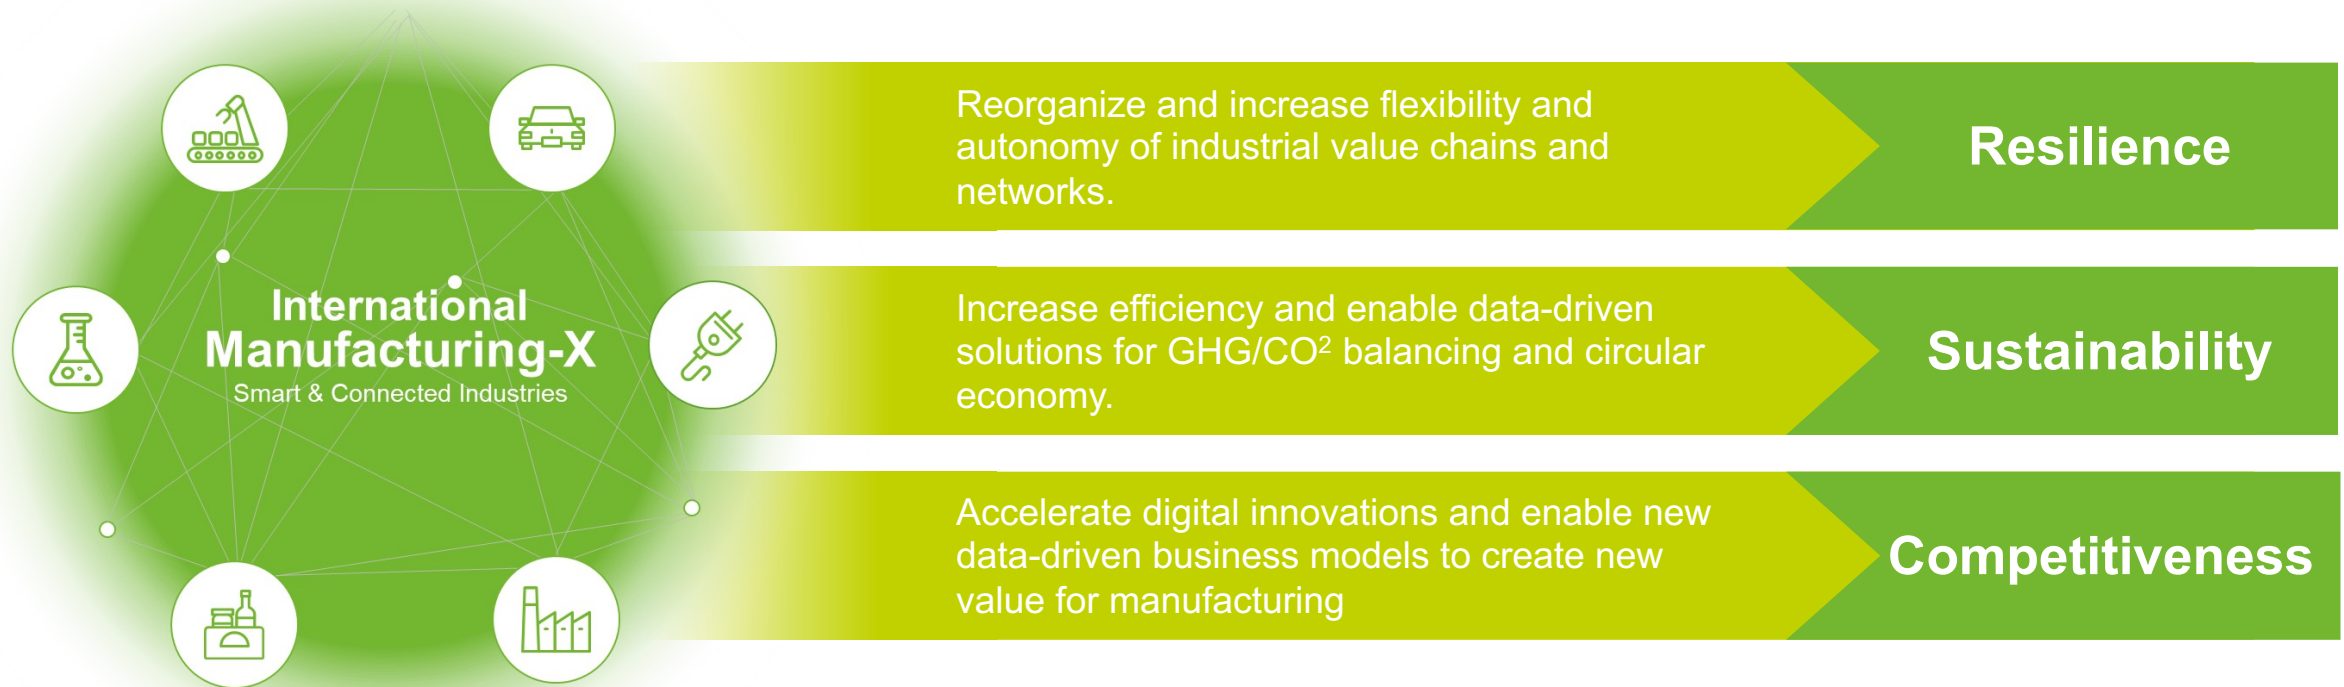 International
Manufacturing-X
Smart & Connected Industries
Reorganize and increase flexibility and
autonomy of industrial value chains and
networks.
Resilience
Increase efficiency and enable data-driven
solutions for GHG/CO² balancing and circular
economy.
Sustainability
Accelerate digital innovations and enable new
data-driven business models to create new
value for manufacturing
Competitiveness